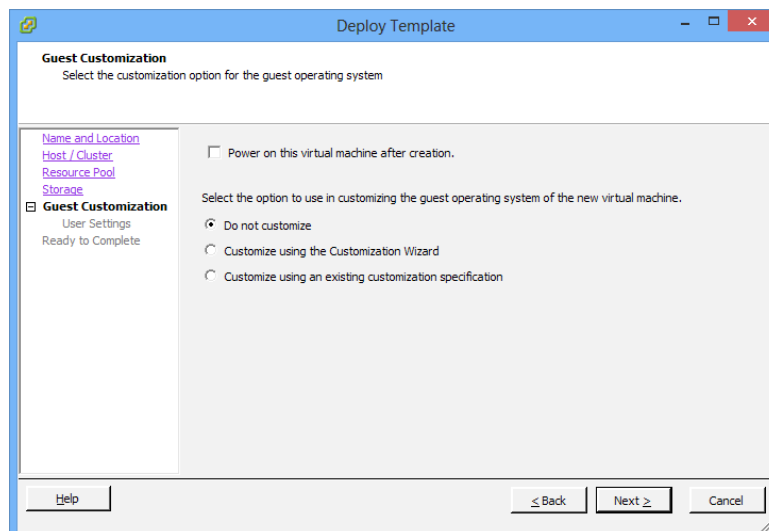 Deploy Template
Guest Customization
Select the customization option for the guest operating system
Name and Location
Host / Cluster
Resource Pool
Storage
Guest Customization
User Settings
Ready to Complete
Power on this virtual machine after creation.
Select the option to use in customizing the guest operating system of the new virtual machine.
Do not customize
Customize using the Customization Wizard
Customize using an existing customization specification
Help
< Back
Next >
Cancel